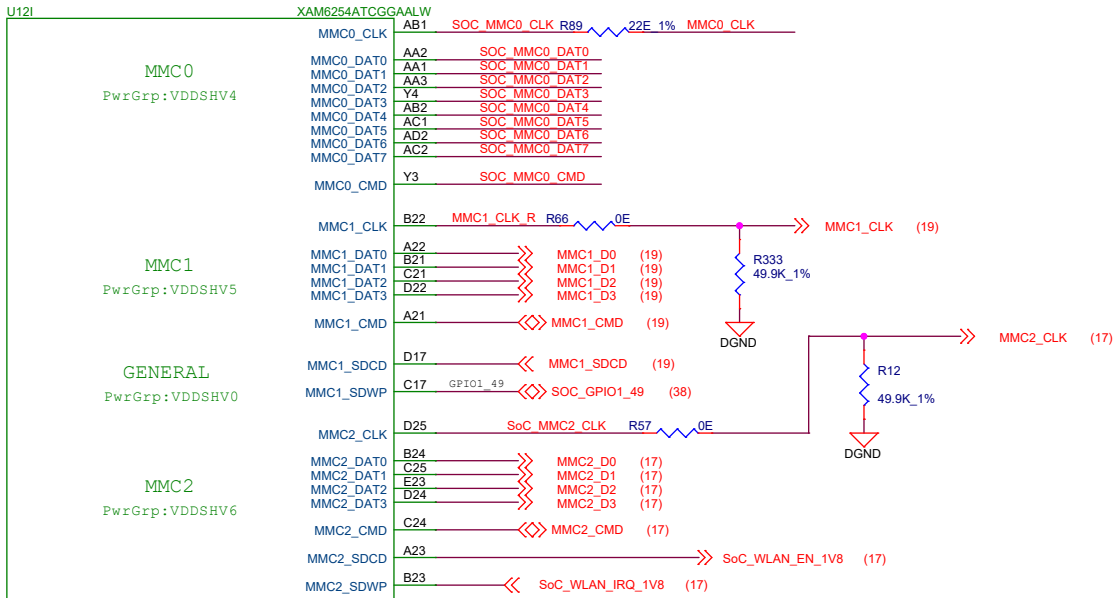 U12I XAM6254ATCGGAALW
MMC0_CLK AB1 SOC_MMC0_CLK R89 22E_1% MMC0_CLK
MMC0
PwrGrp:VDDSHV4
MMC0_DAT0 AA2 SOC_MMC0_DAT0
MMC0_DAT1 AA1 SOC_MMC0_DAT1
MMC0_DAT2 AA3 SOC_MMC0_DAT2
MMC0_DAT3 Y4 SOC_MMC0_DAT3
MMC0_DAT4 AB2 SOC_MMC0_DAT4
MMC0_DAT5 AC1 SOC_MMC0_DAT5
MMC0_DAT6 AD2 SOC_MMC0_DAT6
MMC0_DAT7 AC2 SOC_MMC0_DAT7
MMC0_CMD Y3 SOC_MMC0_CMD
MMC1_CLK B22 MMC1_CLK_R R66 0E MMC1_CLK (19)
R333
49.9K_1%
DGND
MMC1
PwrGrp:VDDSHV5
MMC1_DAT0 A22 MMC1_D0 (19)
MMC1_DAT1 B21 MMC1_D1 (19)
MMC1_DAT2 C21 MMC1_D2 (19)
MMC1_DAT3 D22 MMC1_D3 (19)
MMC1_CMD A21 MMC1_CMD (19)
MMC2_CLK (17)
R12
49.9K_1%
DGND
GENERAL
PwrGrp:VDDSHV0
MMC1_SDCD D17 MMC1_SDCD (19)
MMC1_SDWP C17 GPIO1_49 SOC_GPIO1_49 (38)
MMC2_CLK D25 SoC_MMC2_CLK R57 0E
MMC2
PwrGrp:VDDSHV6
MMC2_DAT0 B24 MMC2_D0 (17)
MMC2_DAT1 C25 MMC2_D1 (17)
MMC2_DAT2 E23 MMC2_D2 (17)
MMC2_DAT3 D24 MMC2_D3 (17)
MMC2_CMD C24 MMC2_CMD (17)
MMC2_SDCD A23 SoC_WLAN_EN_1V8 (17)
MMC2_SDWP B23 SoC_WLAN_IRQ_1V8 (17)